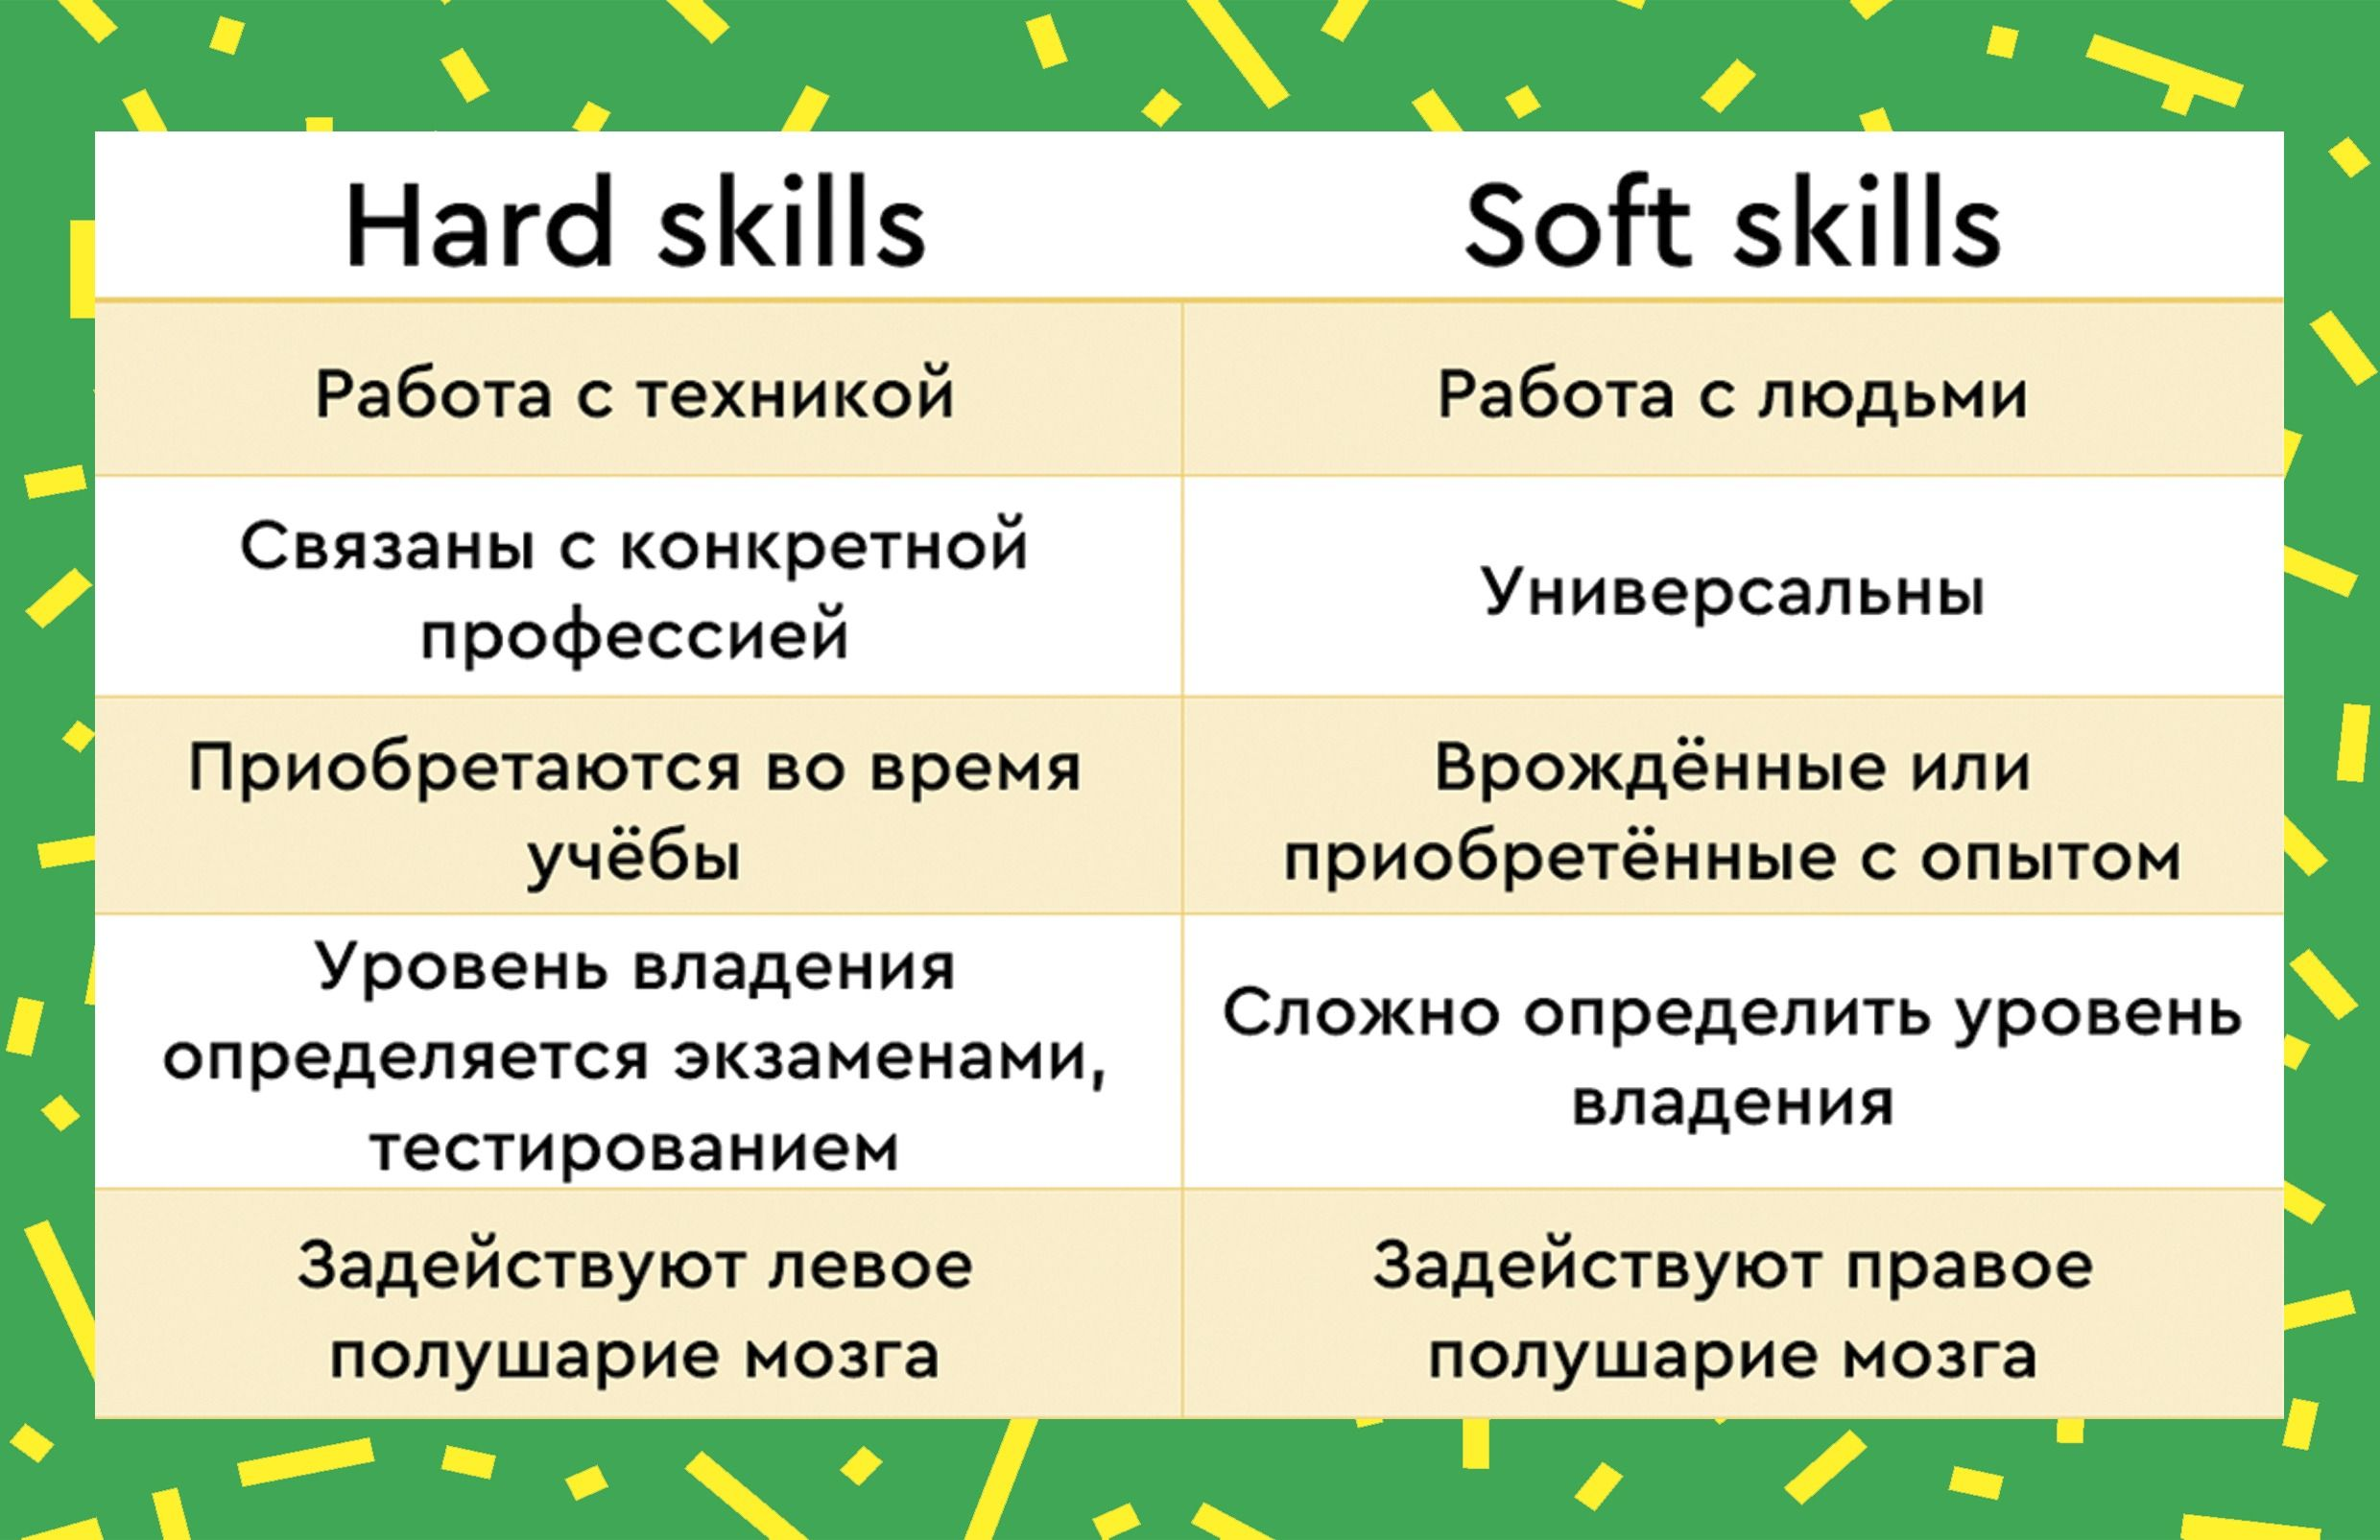 Hard skills
Soft skills
Работа с техникой
Работа с людьми
Связаны с конкретной
профессией
Универсальны
Приобретаются во время
учёбы
Врождённые или
приобретённые с опытом
Уровень владения
определяется экзаменами,
тестированием
Сложно определить уровень
владения
Задействуют левое
полушарие мозга
Задействуют правое
полушарие мозга